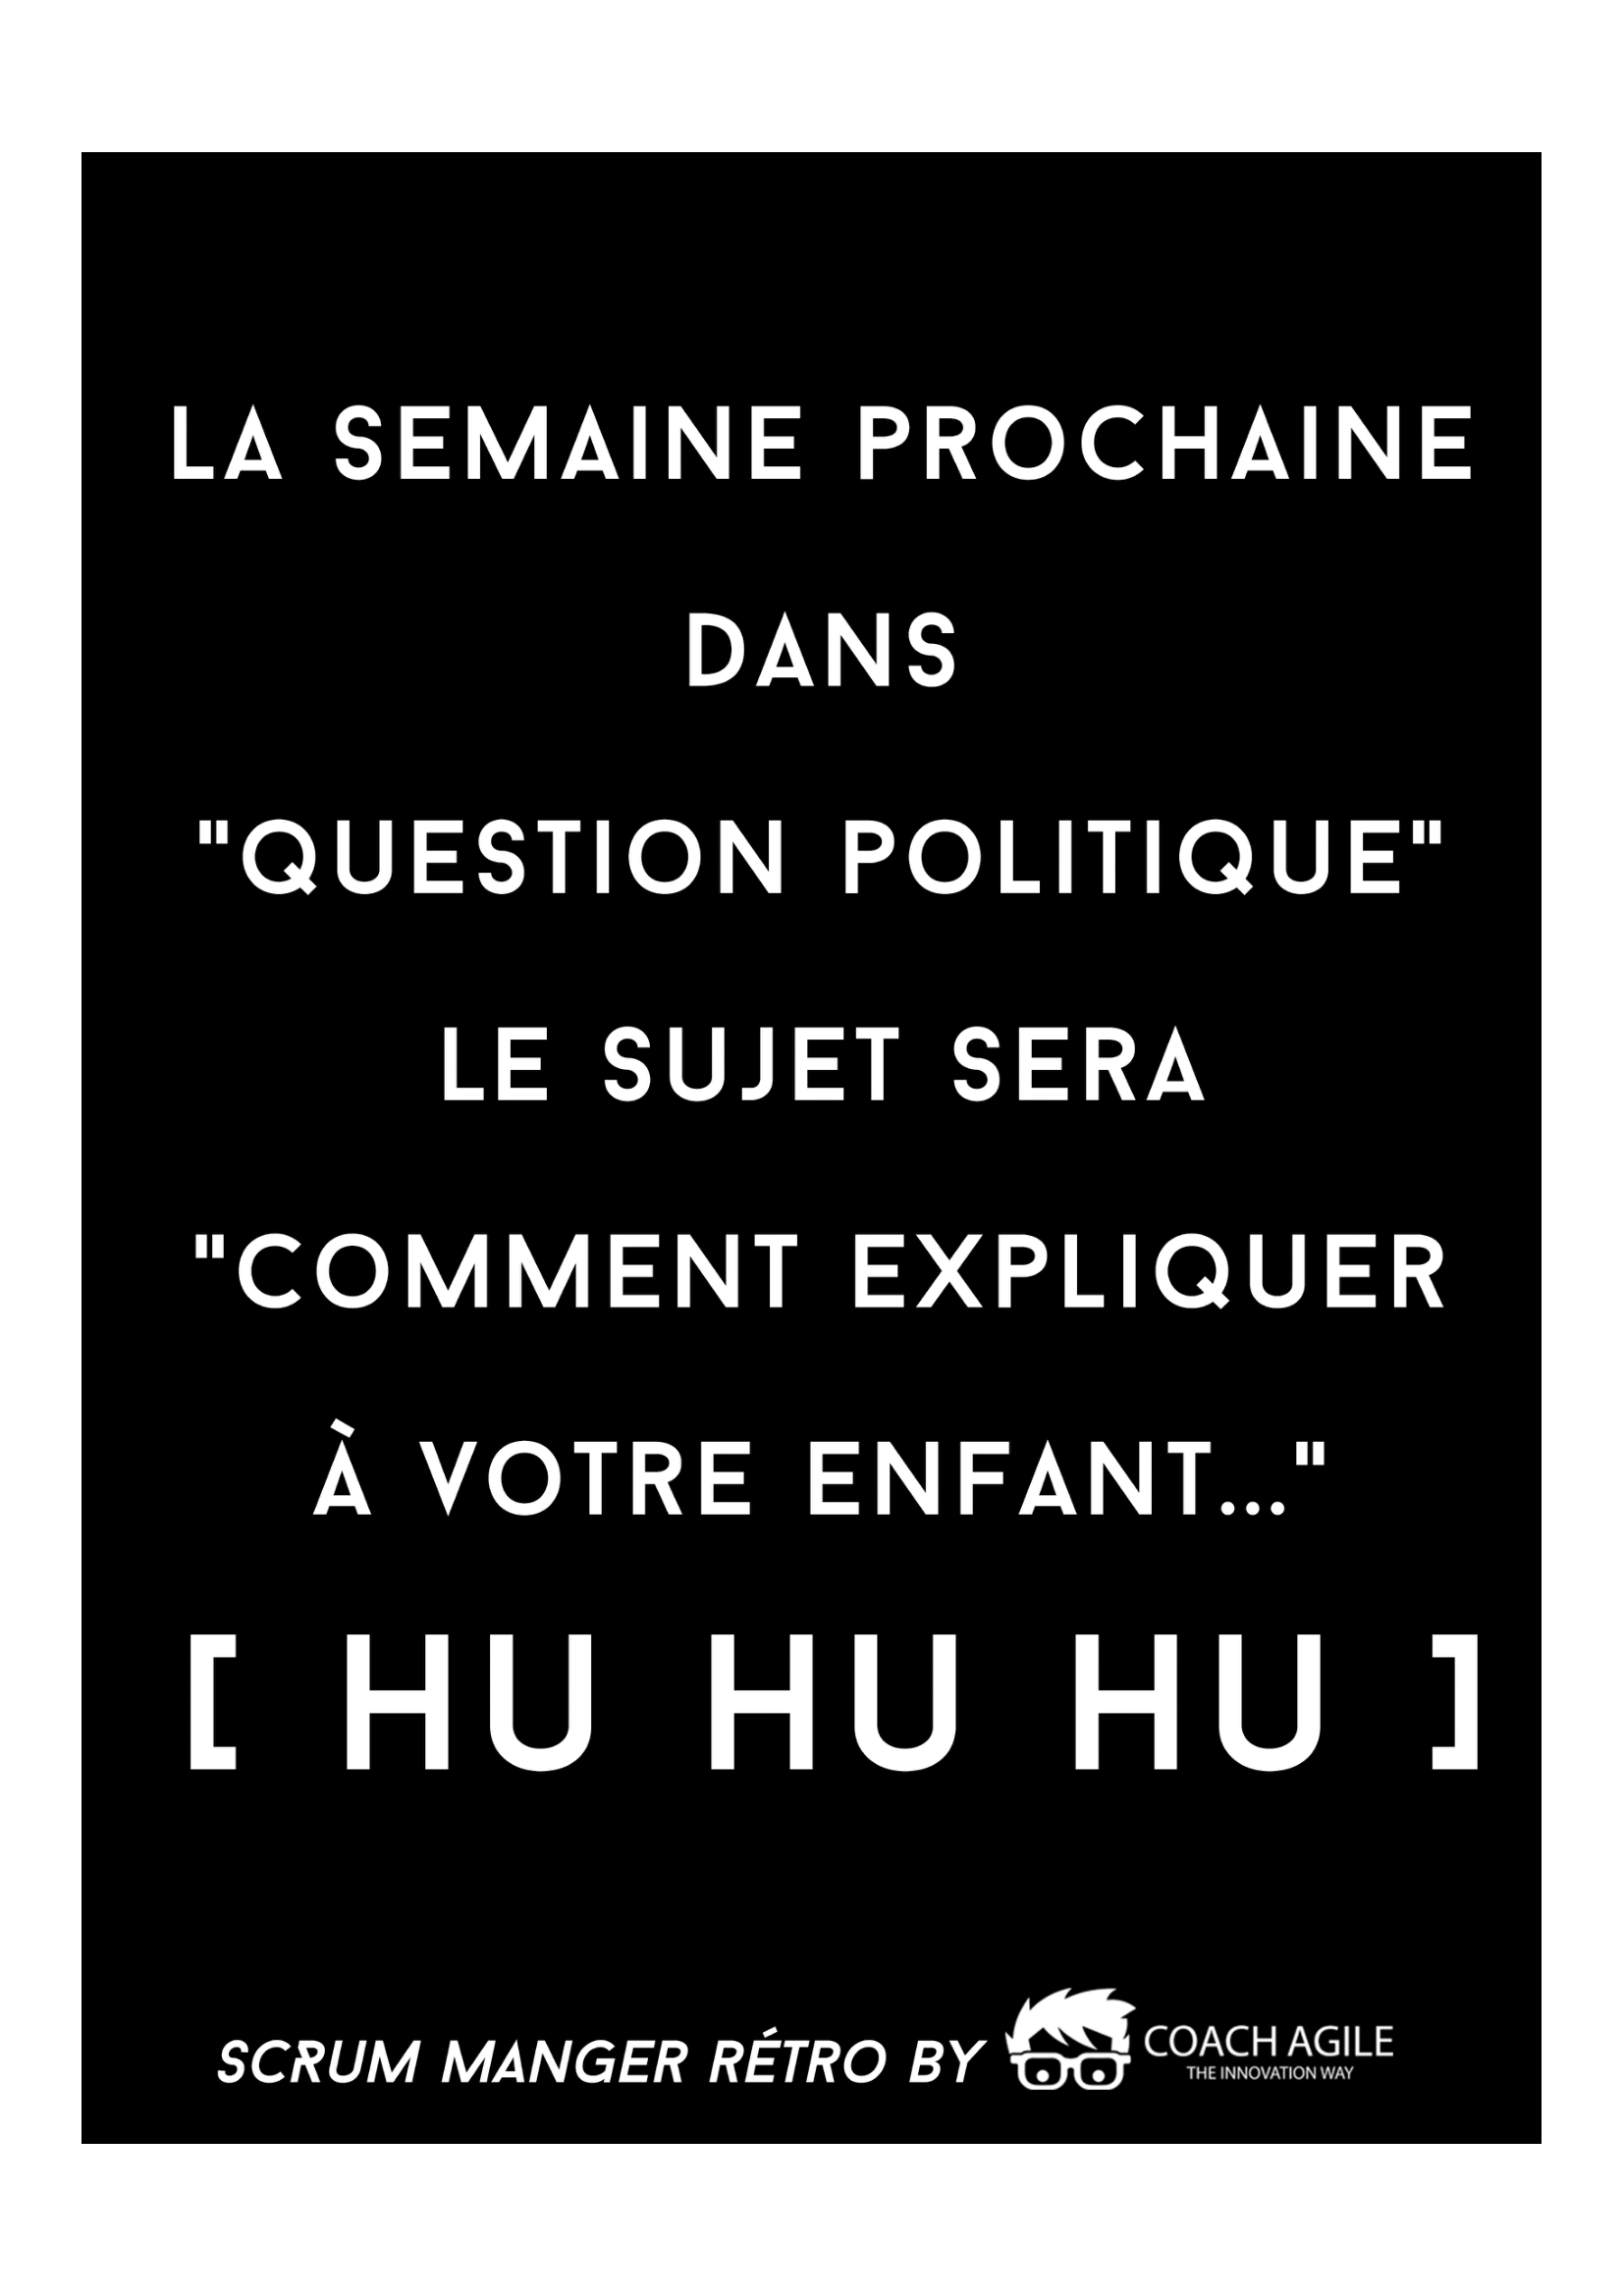 LA SEMAINE PROCHAINE
DANS
"QUESTION POLITIQUE"
LE SUJET SERA
"COMMENT EXPLIQUER
À VOTRE ENFANT..."
[ HU HU HU ]
SCRUM MANGER RÉTRO BY COACH AGILE
THE INNOVATION WAY